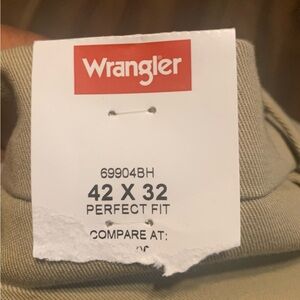 Wrangler
69904BH
42 X 32
PERFECT FIT
COMPARE AT: